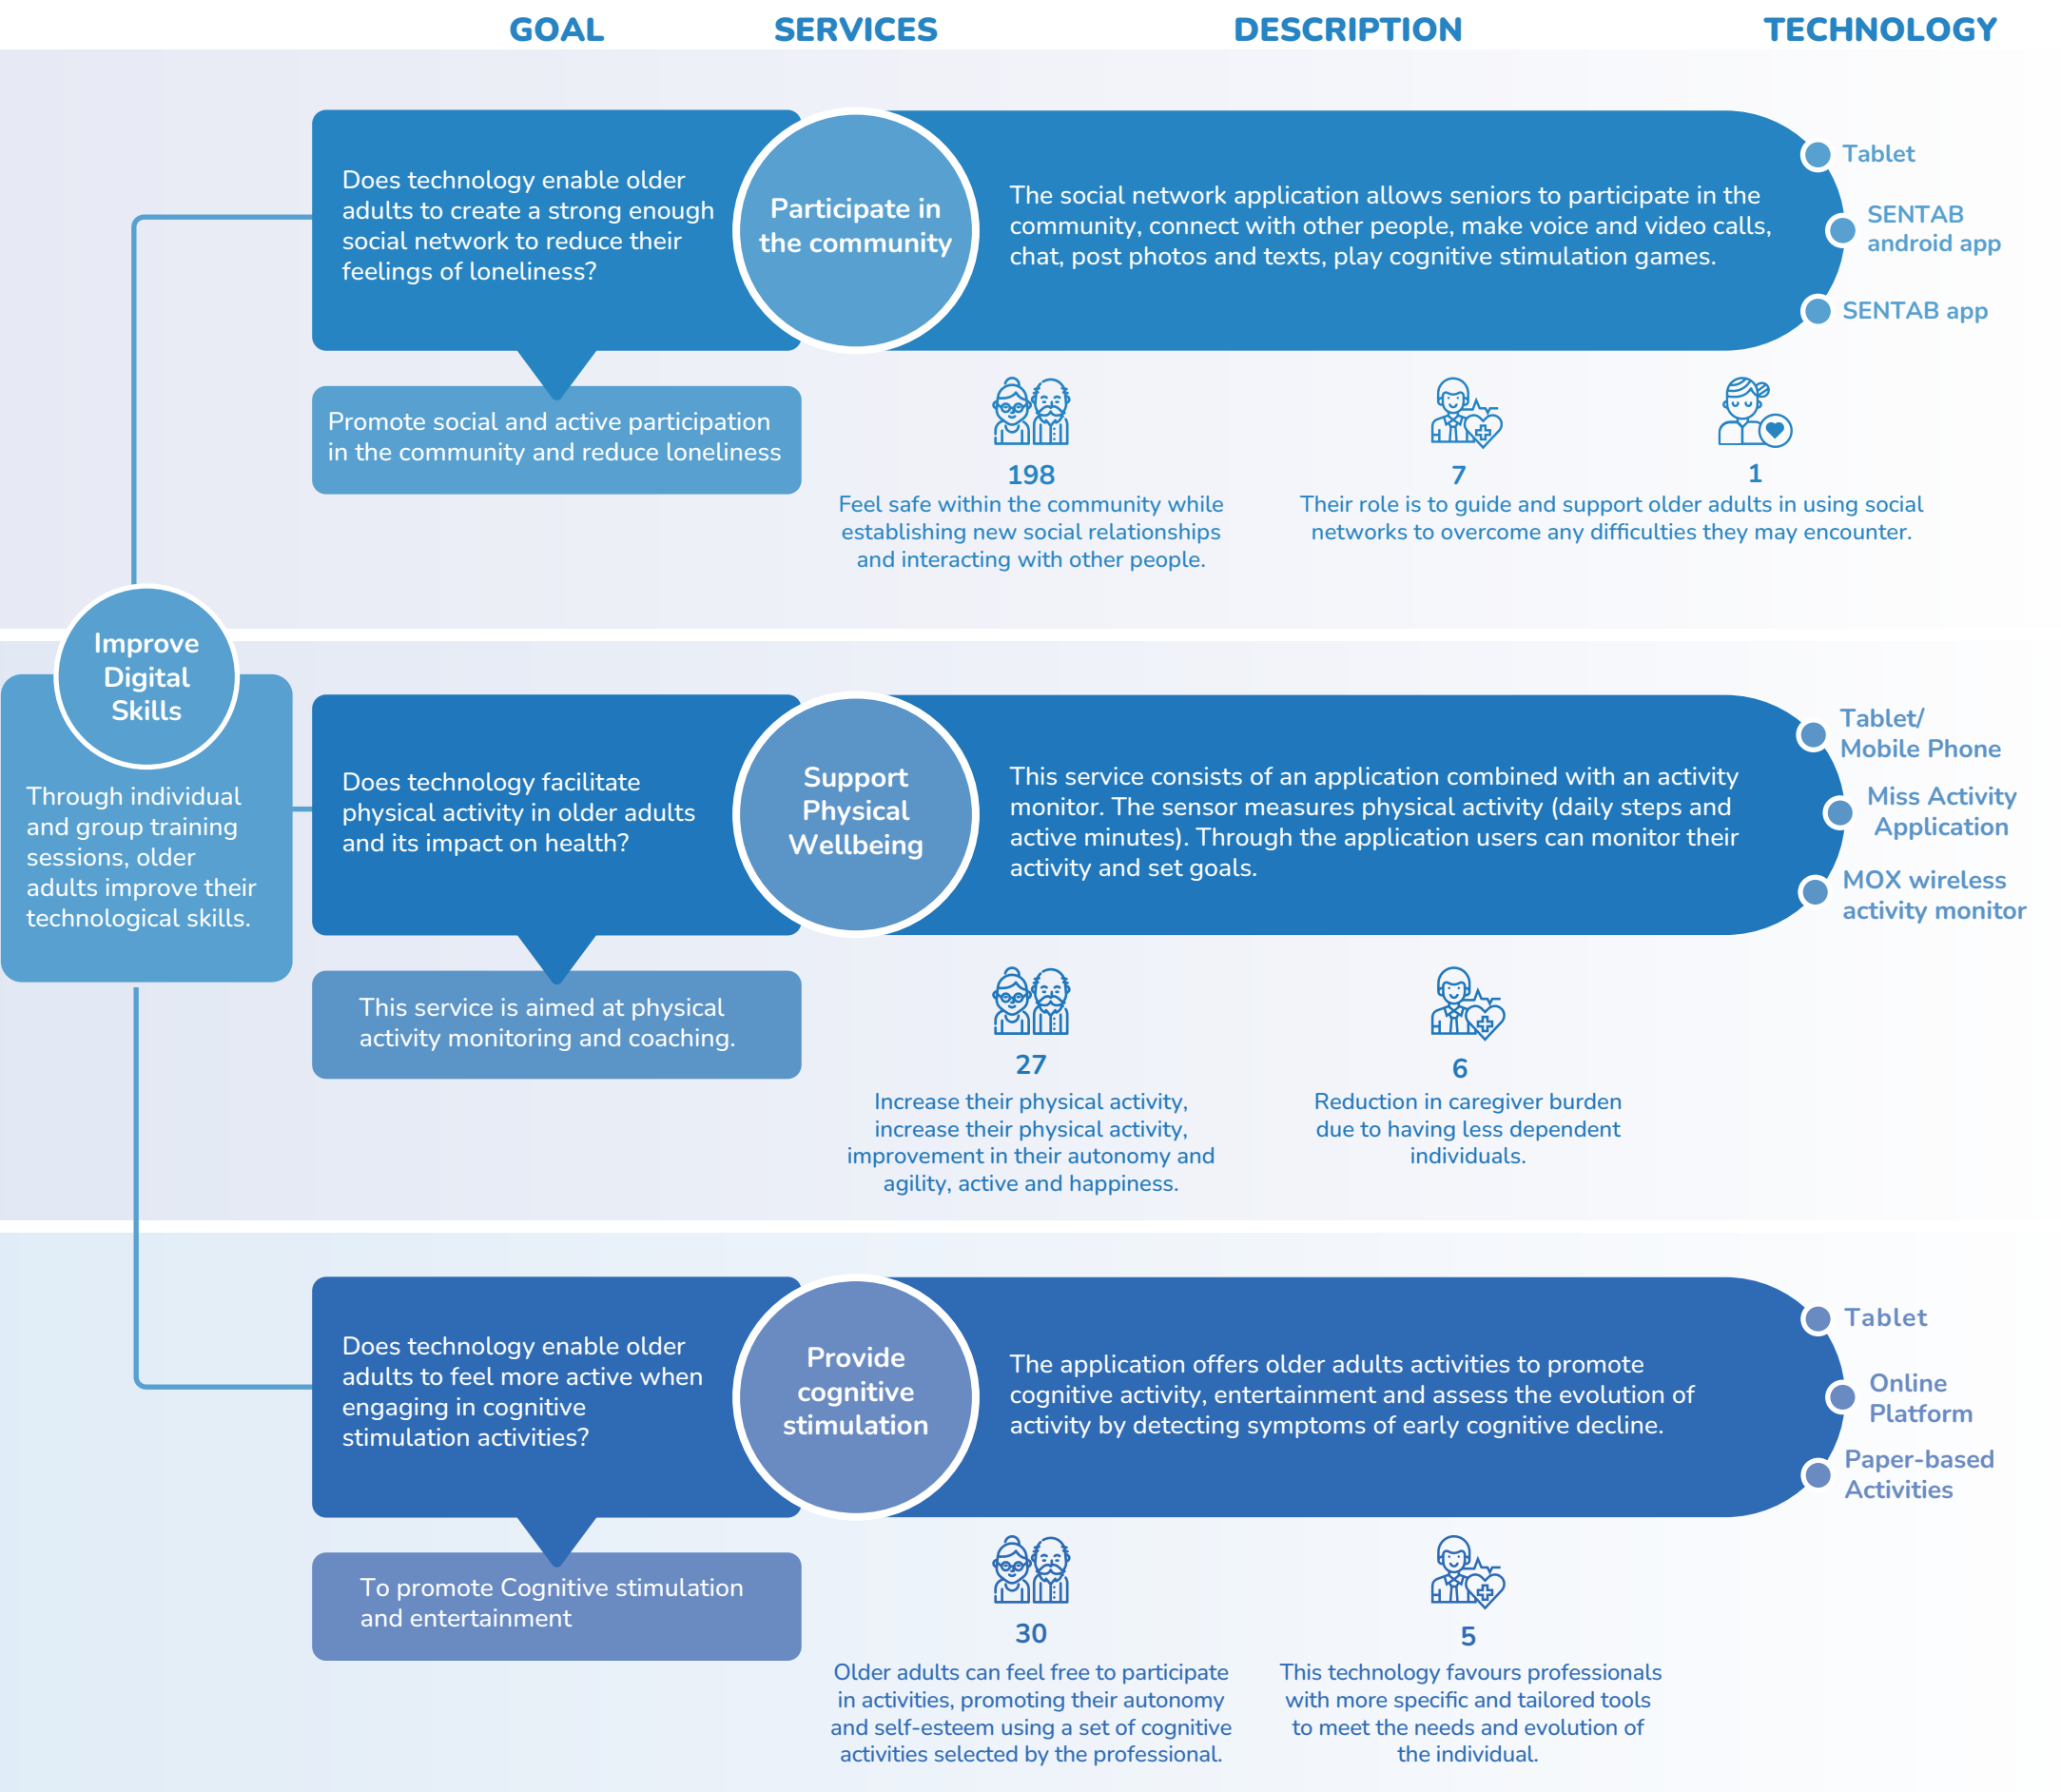 GOAL
SERVICES
DESCRIPTION
TECHNOLOGY
Does technology enable older
adults to create a strong enough
social network to reduce their
feelings of loneliness?
Participate in
the community
The social network application allows seniors to participate in the
community, connect with other people, make voice and video calls,
chat, post photos and texts, play cognitive stimulation games.
Tablet
SENTAB
android app
SENTAB app
Promote social and active participation
in the community and reduce loneliness
198
Feel safe within the community while
establishing new social relationships
and interacting with other people.
7
1
Their role is to guide and support older adults in using social
networks to overcome any difficulties they may encounter.
Improve
Digital
Skills
Through individual
and group training
sessions, older
adults improve their
technological skills.
Does technology facilitate
physical activity in older adults
and its impact on health?
Support
Physical
Wellbeing
This service consists of an application combined with an activity
monitor. The sensor measures physical activity (daily steps and
active minutes). Through the application users can monitor their
activity and set goals.
Tablet/
Mobile Phone
Miss Activity
Application
MOX wireless
activity monitor
This service is aimed at physical
activity monitoring and coaching.
27
Increase their physical activity,
increase their physical activity,
improvement in their autonomy and
agility, active and happiness.
6
Reduction in caregiver burden
due to having less dependent
individuals.
Does technology enable older
adults to feel more active when
engaging in cognitive
stimulation activities?
Provide
cognitive
stimulation
The application offers older adults activities to promote
cognitive activity, entertainment and assess the evolution of
activity by detecting symptoms of early cognitive decline.
Tablet
Online
Platform
Paper-based
Activities
To promote Cognitive stimulation
and entertainment
30
Older adults can feel free to participate
in activities, promoting their autonomy
and self-esteem using a set of cognitive
activities selected by the professional.
5
This technology favours professionals
with more specific and tailored tools
to meet the needs and evolution of
the individual.